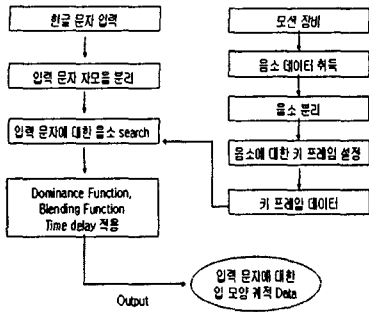 한글 문자 입력
입력 문자 자모를 분리
입력 문자에 대한 음소 search
Dominance Function,
Blending Function
Time delay 적용
모션 장비
음소 데이터 취득
음소 분리
음소에 대한 키 프레임 설정
키 프레임 데이터
Output
입력 문자에 대한
입 모양 궤적 Data